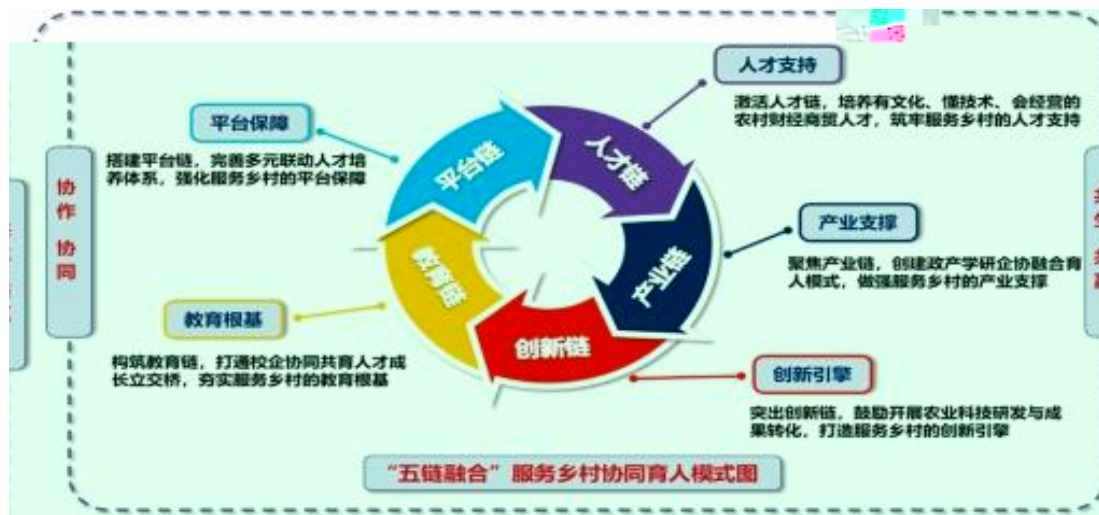 人才支持
激活人才链，培养有文化、懂技术、会经营的
农村财经商贸人才，筑牢服务乡村的人才支持
平台保障
搭建平台链，完善多元联动人才培
养体系，强化服务乡村的平台保障
平台链
人才链
协作 协同
产业支撑
聚焦产业链，创建政产学研企协融合育
人模式，做强服务乡村的产业支撑
教育链
产业链
创新链
教育根基
构筑教育链，打通校企协同共育人才成
长立交桥，夯实服务乡村的教育根基
创新引擎
突出创新链，鼓励开展农业科技研发与成
果转化，打造服务乡村的创新引擎
“五链融合”服务乡村协同育人模式图